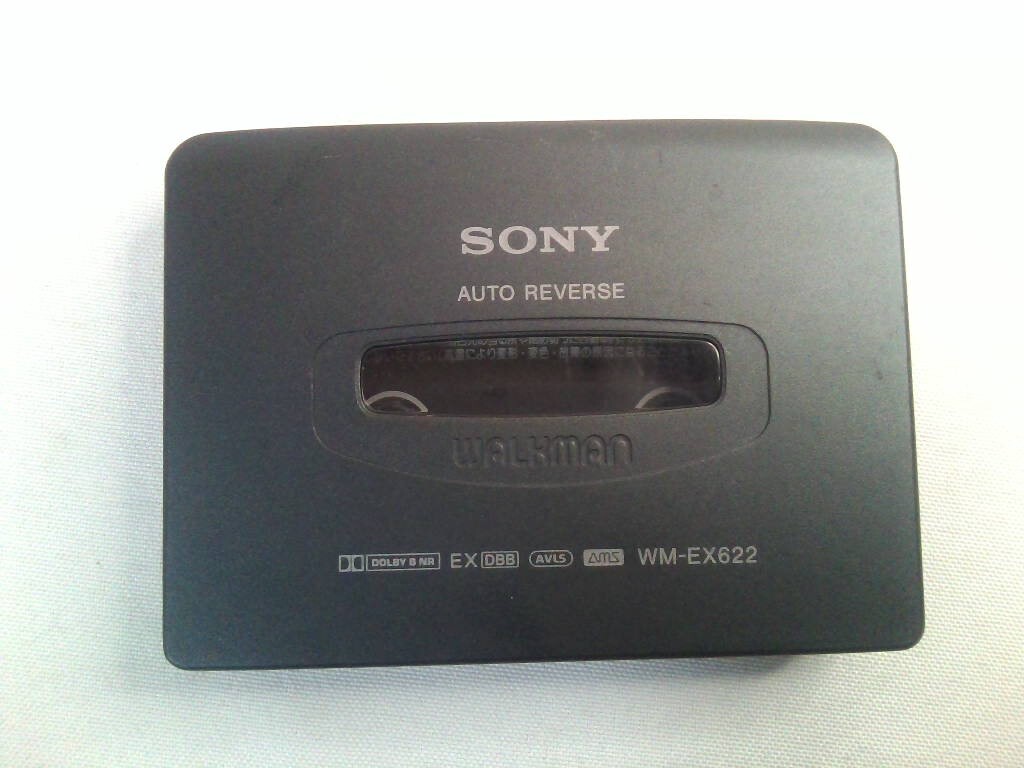 SONY
AUTO REVERSE
WALKMAN
DOLBY B NR EX DBB AVLS AMS WM-EX622